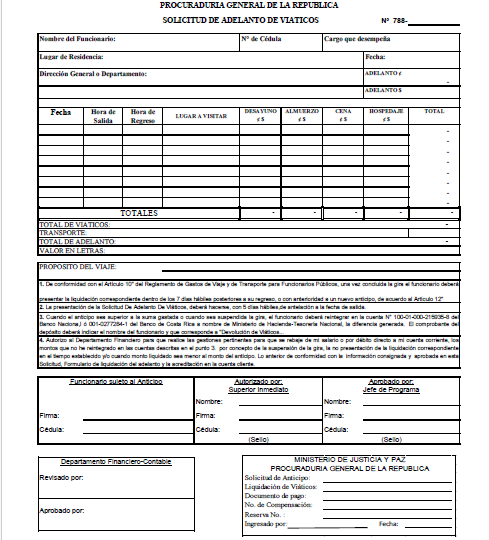 PROCURADURIA GENERAL DE LA REPUBLICA
SOLICITUD DE ADELANTO DE VIATICOS
Nº 788-
Nombre del Funcionario: Nº de Cédula Cargo que desempeña
Lugar de Residencia: Fecha:
Dirección General o Departamento: ADELANTO ¢
-
ADELANTO $
Fecha Hora de Salida Hora de Regreso LUGAR A VISITAR DESAYUNO ¢ $ ALMUERZO ¢ $ CENA ¢ $ HOSPEDAJE ¢ $ TOTAL
-
-
-
-
-
-
-
-
TOTALES - - - - -
TOTAL DE VIATICOS: -
TRANSPORTE:
TOTAL DE ADELANTO: -
VALOR EN LETRAS:
PROPOSITO DEL VIAJE:
1. De conformidad con el Artículo 10° del Reglamento de Gastos de Viaje y de Transporte para Funcionarios Públicos, una vez concluida la gira el funcionario deberá
presentar la liquidación correspondiente dentro de los 7 días hábiles posteriores a su regreso, o con anterioridad a un nuevo anticipo, de acuerdo al Artículo 12°
2. La presentación de la Solicitud De Adelanto De Viáticos, deberá hacerse, con 5 días hábiles de antelación a la fecha de salida.
3. Cuando el anticipo sea superior a la suma gastada o cuando sea suspendida la gira, el funcionario deberá reintegrar en la cuenta N° 100-01-000-215935-8 del
Banco Nacional ó 001-0277284-1 del Banco de Costa Rica a nombre de Ministerio de Hacienda-Tesorería Nacional, la diferencia generada. El comprobante del
depósito deberá indicar el nombre del funcionario y que corresponde a "Devolución de Viáticos..
4. Autorizo al Departamento Financiero para que realice las gestiones pertinentes para que se rebaje de mi salario o por débito directo a mi cuenta corriente, los
montos que no he reintegrado en las cuentas descritas en el punto 3. por concepto de la suspensión de la gira, la no presentación de la liquidación correspondiente
en el tiempo establecido y/o cuando monto liquidado sea menor al monto del anticipo. Lo anterior de conformidad con la información consignada y aprobada en esta
Solicitud, Formulario de liquidación del adelanto y la acreditación en la cuenta cliente.
Funcionario sujeto al Anticipo Autorizado por: Aprobado por:
Superior Inmediato Jefe de Programa
Nombre: Nombre:
Firma: Firma: Firma:
Cédula: Cédula: Cédula:
(Sello) (Sello)
Departamento Financiero-Contable
Revisado por:
Aprobado por:
MINISTERIO DE JUSTICIA Y PAZ
PROCURADURIA GENERAL DE LA REPUBLICA
Solicitud de Anticipo:
Liquidación de Viáticos:
Documento de pago:
No. de Compensación:
Reserva No. :
Ingresado por: Fecha: